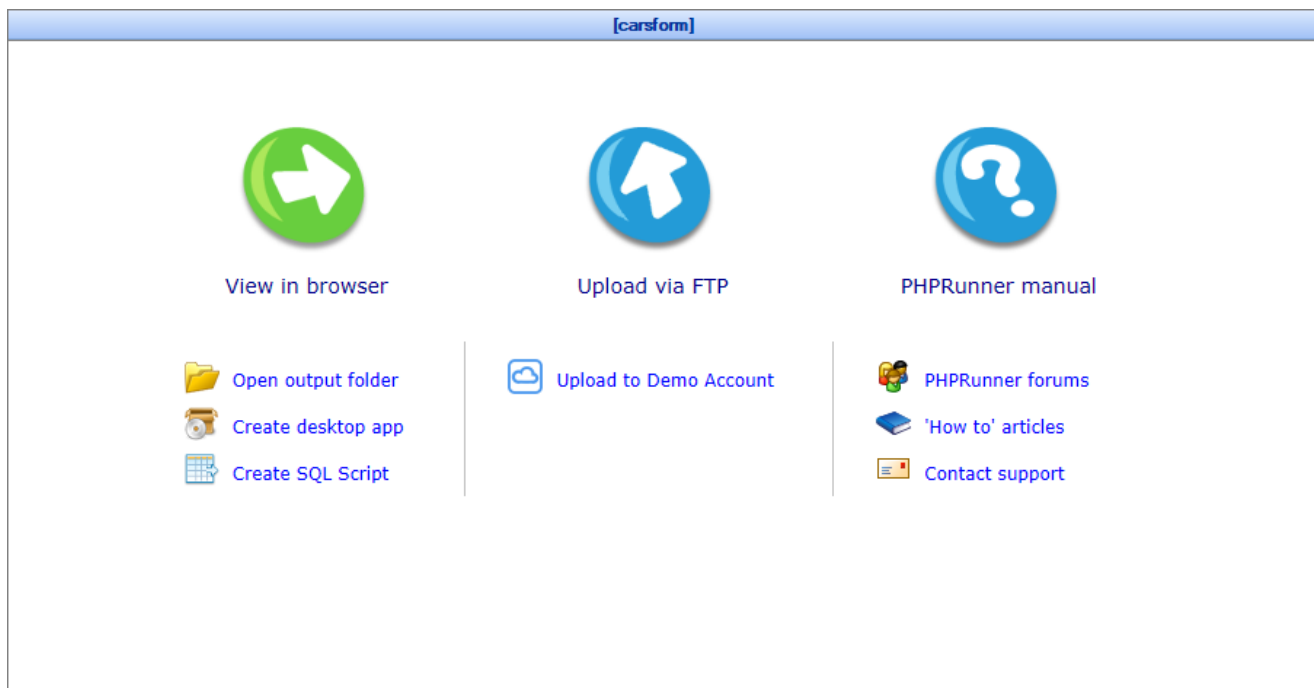 [carsform]
View in browser
Upload via FTP
PHPRunner manual
Open output folder
Create desktop app
Create SQL Script
Upload to Demo Account
PHPRunner forums
'How to' articles
Contact support